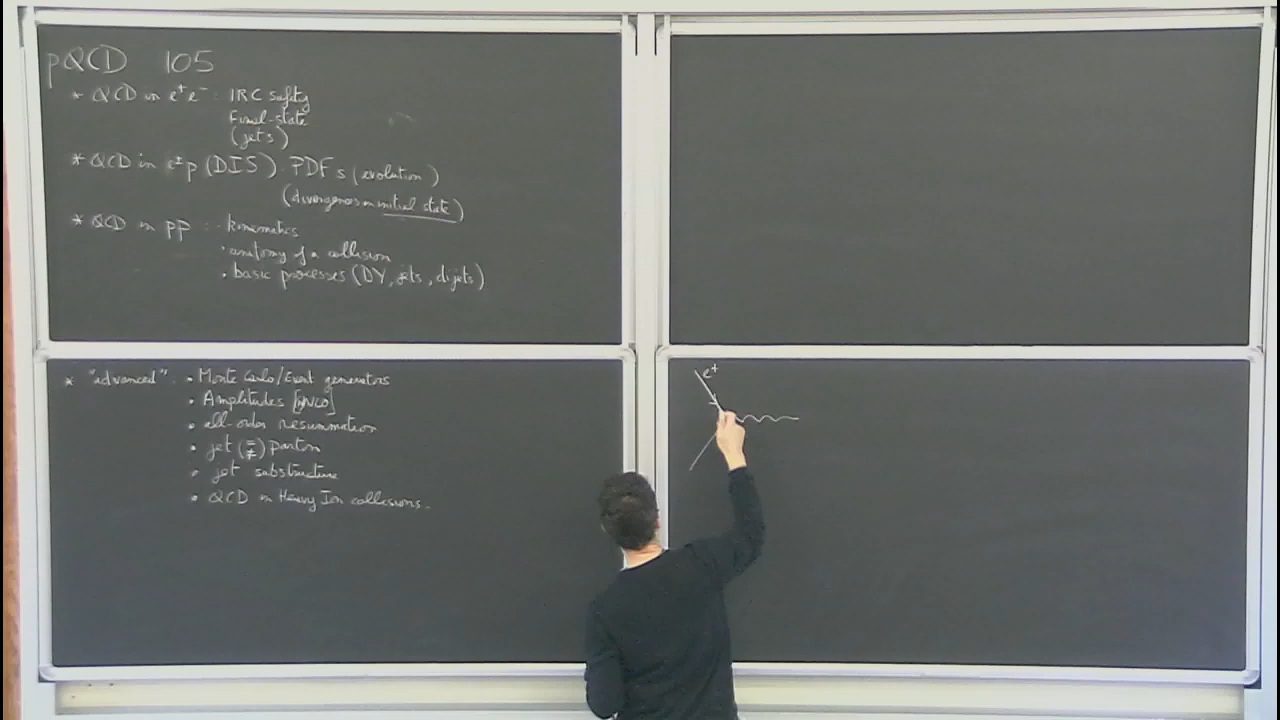 pQCD 105
* QCD in e⁺e⁻ : IRC safety
Final-state
(jets)
* QCD in e±p (DIS) PDFs (evolution)
(divergences in initial state)
* QCD in pp : - kinematics
• anatomy of a collision
• basic processes (DY, jets, dijets)
* "advanced" : • Monte Carlo/Event generators
• Amplitudes [NNLO]
• all-order resummation
• jet (=/≠) parton
• jet substructure
• QCD in Heavy Ion collisions.
e⁺